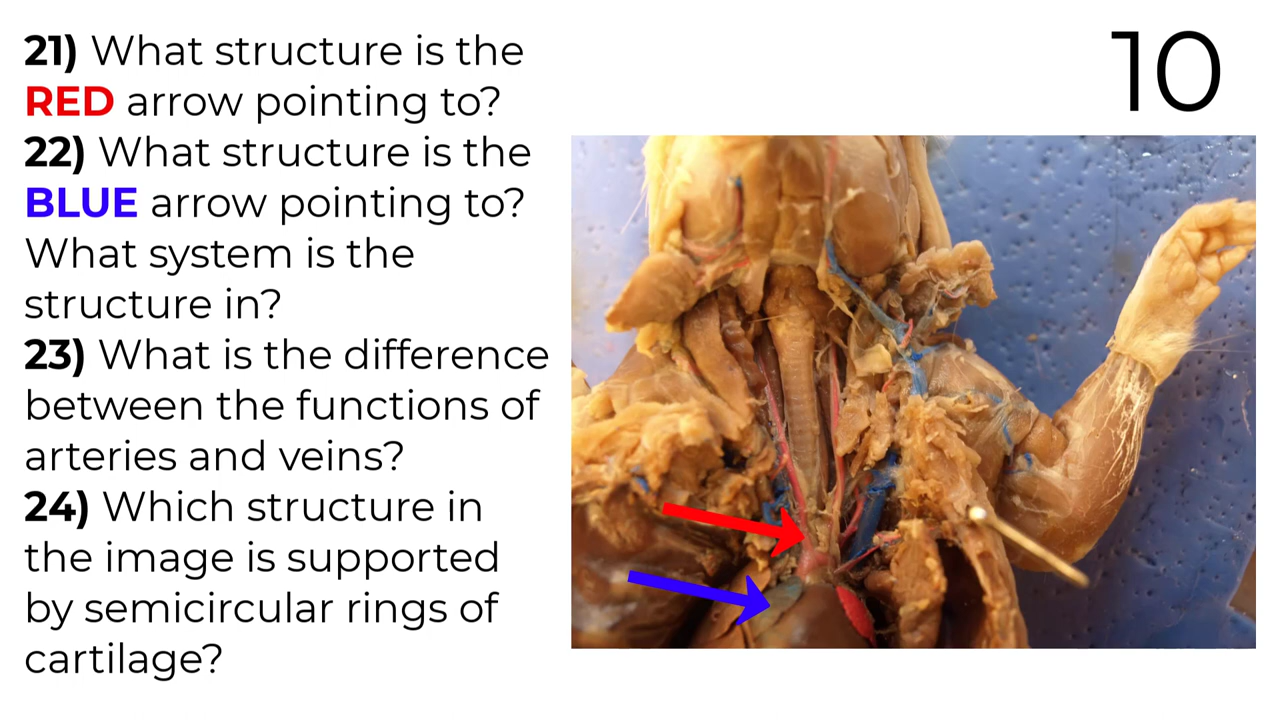 21) What structure is the
RED arrow pointing to?
22) What structure is the
BLUE arrow pointing to?
What system is the
structure in?
23) What is the difference
between the functions of
arteries and veins?
24) Which structure in
the image is supported
by semicircular rings of
cartilage?
10